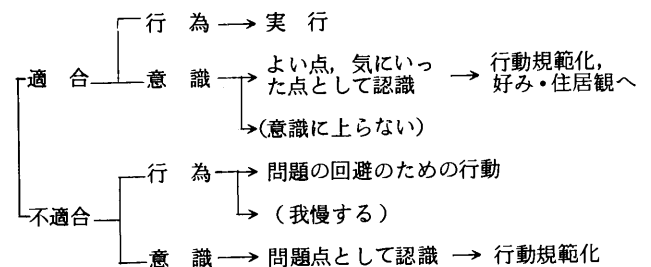 行為→実行
適合 意識→よい点，気にいった点として認識→行動規範化，好み・住居観へ
→(意識に上らない)
行為→問題の回避のための行動
不適合→(我慢する)
意識→問題点として認識→行動規範化